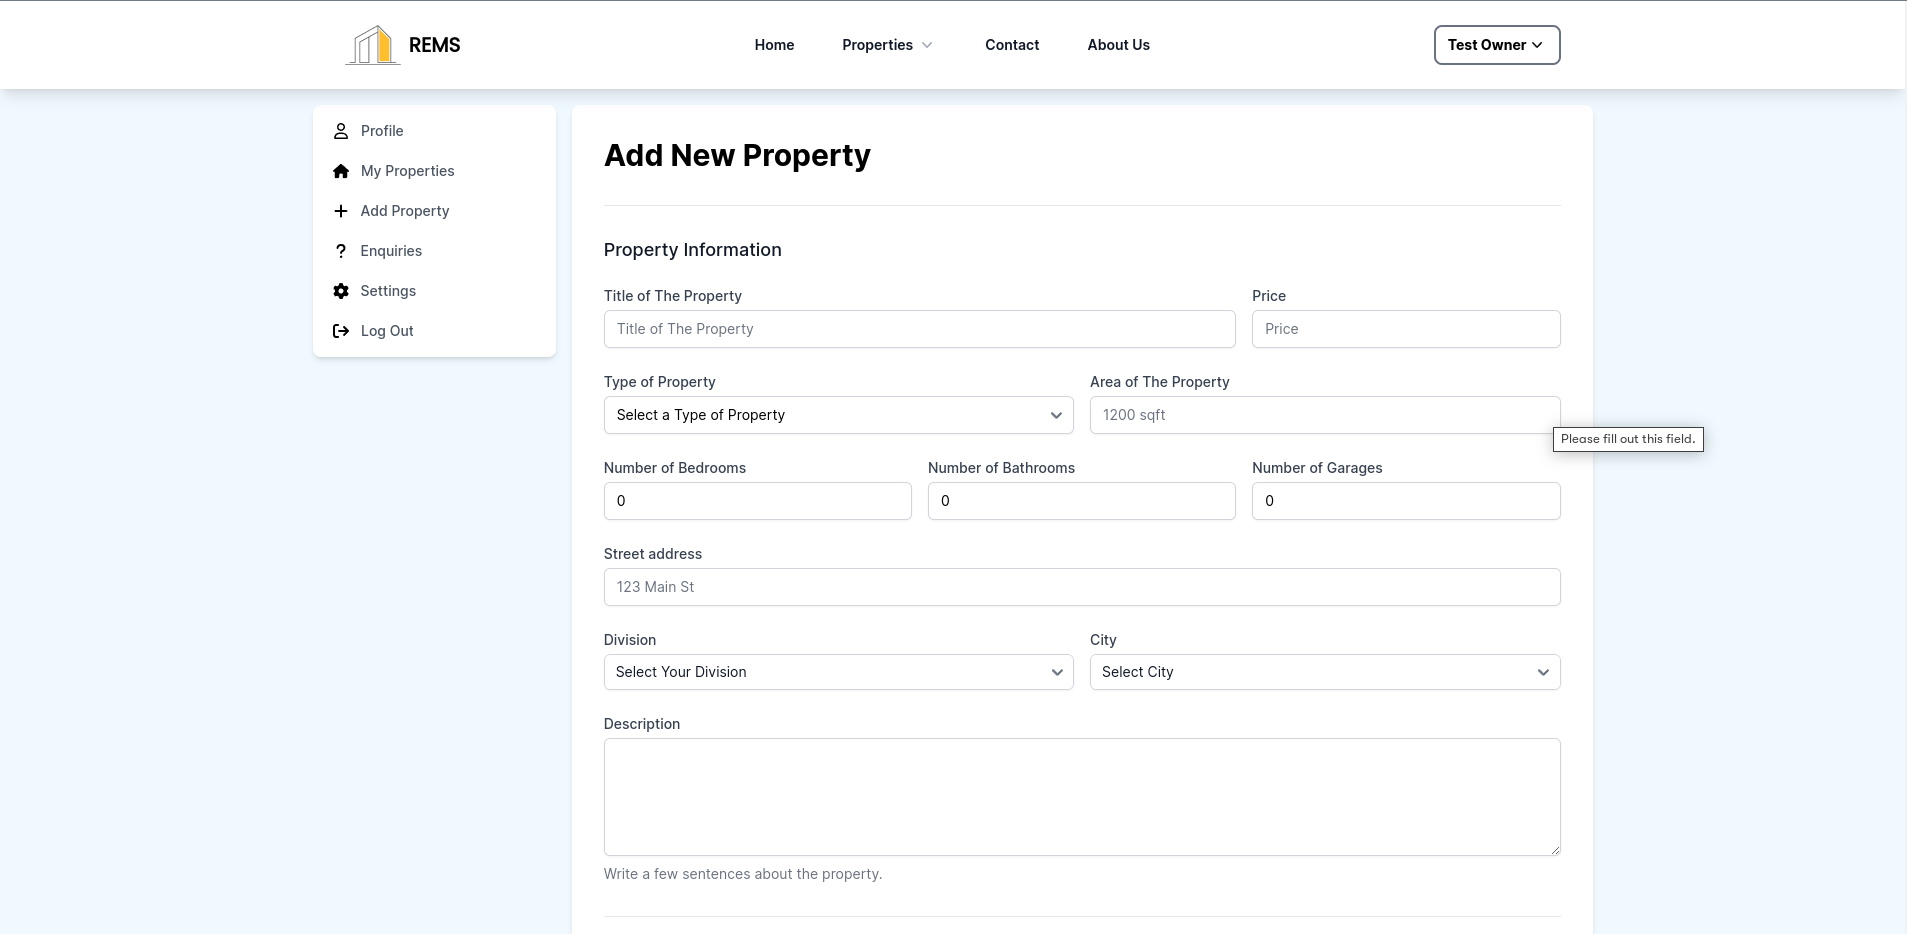 REMS
Home Properties Contact About Us
Test Owner
Profile
My Properties
Add Property
Enquiries
Settings
Log Out
Add New Property
Property Information
Title of The Property Price
Title of The Property Price
Type of Property Area of The Property
Select a Type of Property 1200 sqft
Please fill out this field.
Number of Bedrooms Number of Bathrooms Number of Garages
0 0 0
Street address
123 Main St
Division City
Select Your Division Select City
Description
Write a few sentences about the property.